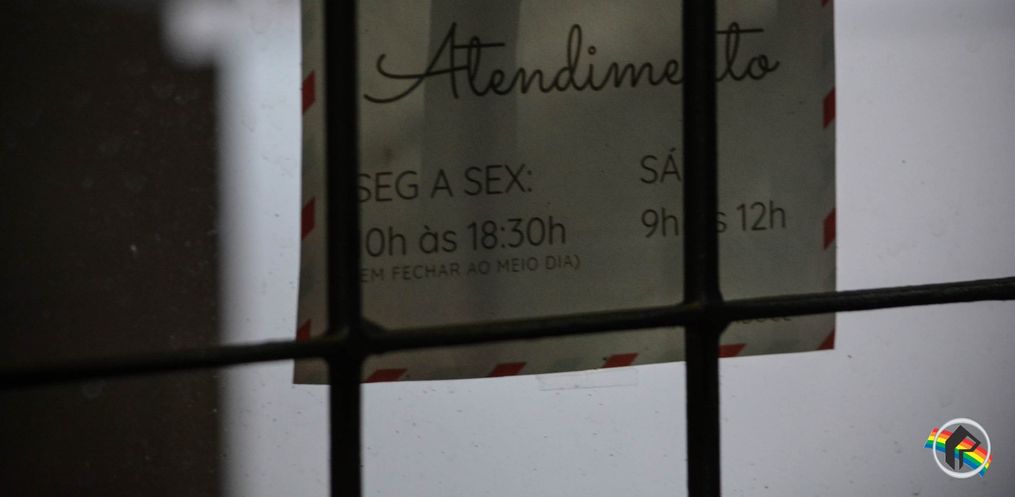 Atendimento
SEG A SEX:
0h às 18:30h
EM FECHAR AO MEIO DIA)
SÁ
9h s 12h